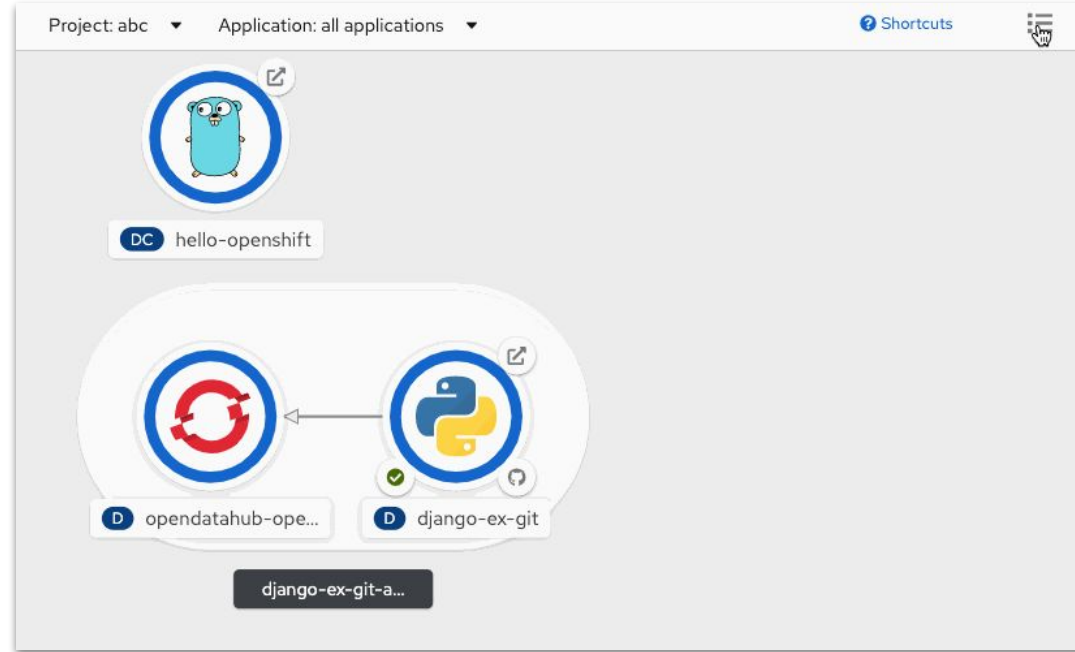 Project: abc Application: all applications Shortcuts
DC hello-openshift
D opendatahub-ope... D django-ex-git
django-ex-git-a...